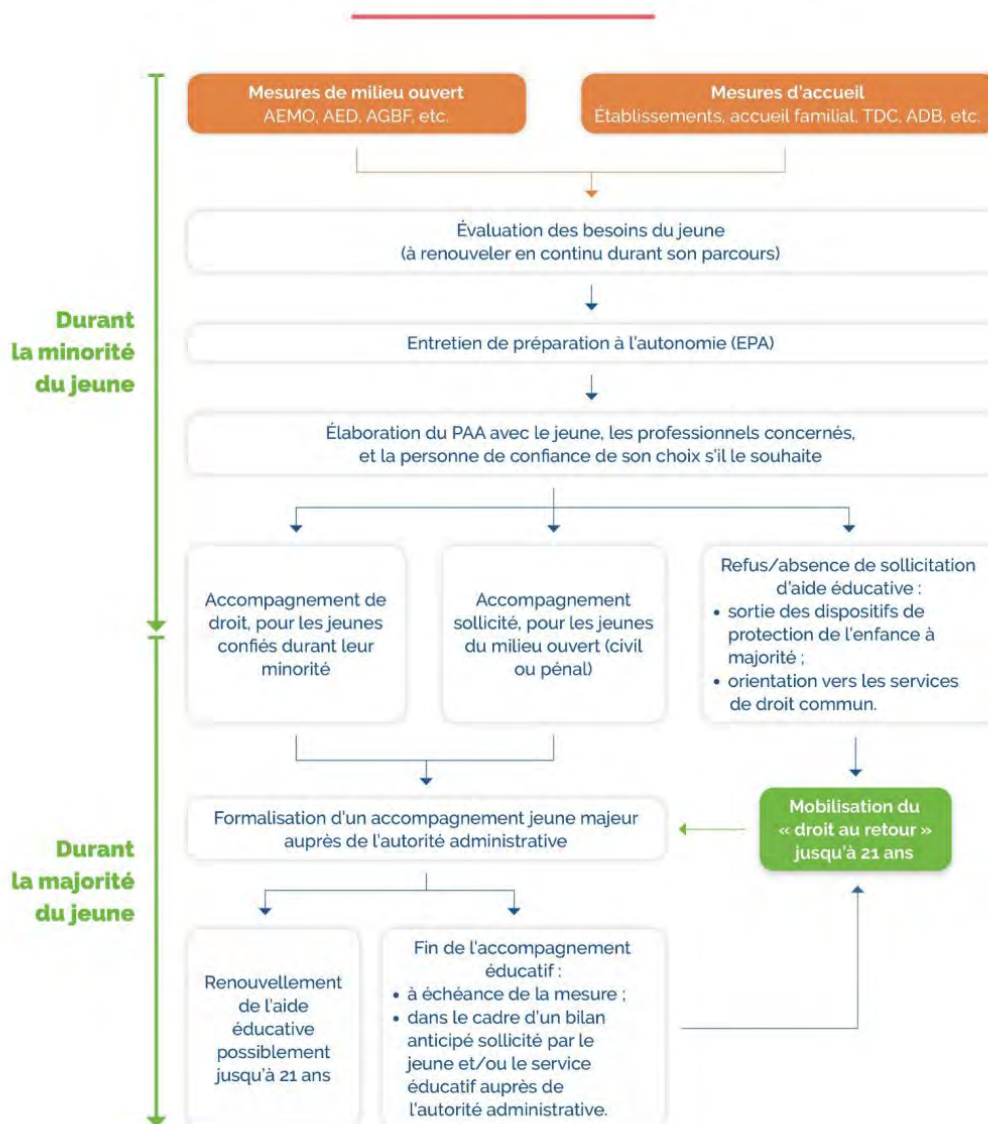 Mesures de milieu ouvert
AEMO, AED, AGBF, etc.
Mesures d'accueil
Établissements, accueil familial, TDC, ADB, etc.
Évaluation des besoins du jeune
(à renouveler en continu durant son parcours)
Durant
la minorité
du jeune
Entretien de préparation à l'autonomie (EPA)
Élaboration du PAA avec le jeune, les professionnels concernés,
et la personne de confiance de son choix s'il le souhaite
Accompagnement de
droit, pour les jeunes
confiés durant leur
minorité
Accompagnement
sollicité, pour les jeunes
du milieu ouvert (civil
ou pénal)
Refus/absence de sollicitation
d'aide éducative :
• sortie des dispositifs de
protection de l'enfance à
majorité ;
• orientation vers les services
de droit commun.
Durant
la majorité
du jeune
Formalisation d'un accompagnement jeune majeur
auprès de l'autorité administrative
Mobilisation du
« droit au retour »
jusqu'à 21 ans
Renouvellement
de l'aide
éducative
possiblement
jusqu'à 21 ans
Fin de l'accompagnement
éducatif :
• à échéance de la mesure ;
• dans le cadre d'un bilan
anticipé sollicité par le
jeune et/ou le service
éducatif auprès de
l'autorité administrative.